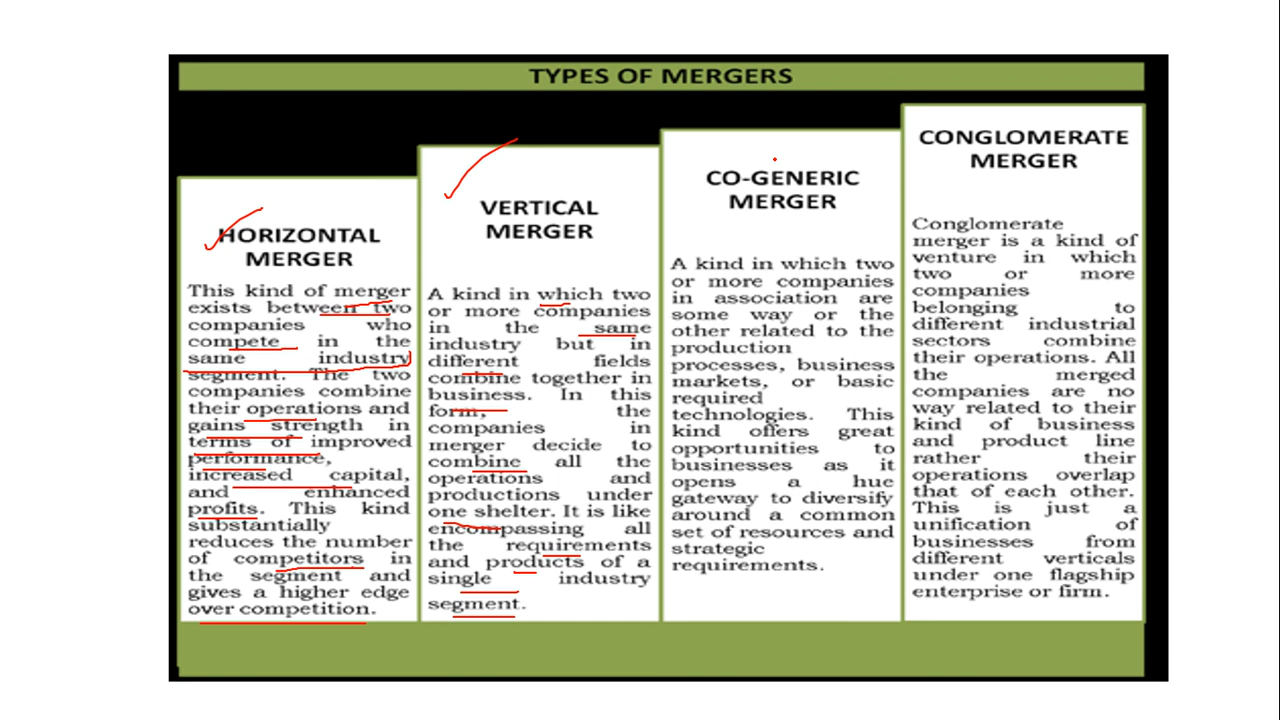 TYPES OF MERGERS
HORIZONTAL
MERGER
This kind of merger
exists between two
companies who
compete in the
same industry
segment. The two
companies combine
their operations and
gains strength in
terms of improved
performance,
increased capital,
and enhanced
profits. This kind
substantially
reduces the number
of competitors in
the segment and
gives a higher edge
over competition.
VERTICAL
MERGER
A kind in which two
or more companies
in the same
industry but in
different fields
combine together in
business. In this
form, the
companies in
merger decide to
combine all the
operations and
productions under
one shelter. It is like
encompassing all
the requirements
and products of a
single industry
segment.
CO-GENERIC
MERGER
A kind in which two
or more companies
in association are
some way or the
other related to the
production
processes, business
markets, or basic
required
technologies. This
kind offers great
opportunities to
businesses as it
opens a hue
gateway to diversify
around a common
set of resources and
strategic
requirements.
CONGLOMERATE
MERGER
Conglomerate
merger is a kind of
venture in which
two or more
companies
belonging to
different industrial
sectors combine
their operations. All
the merged
companies are no
way related to their
kind of business
and product line
rather their
operations overlap
that of each other.
This is just a
unification of
businesses from
different verticals
under one flagship
enterprise or firm.